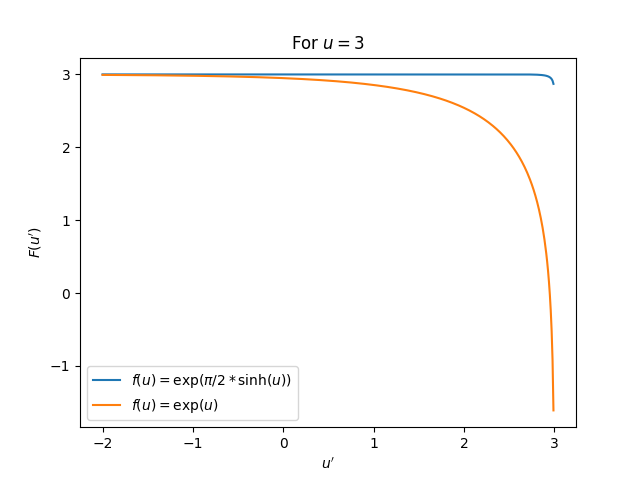 For u = 3
F(u′)
3
2
1
0
−1
f(u) = exp(π/2 * sinh(u))
f(u) = exp(u)
−2 −1 0 1 2 3
u′